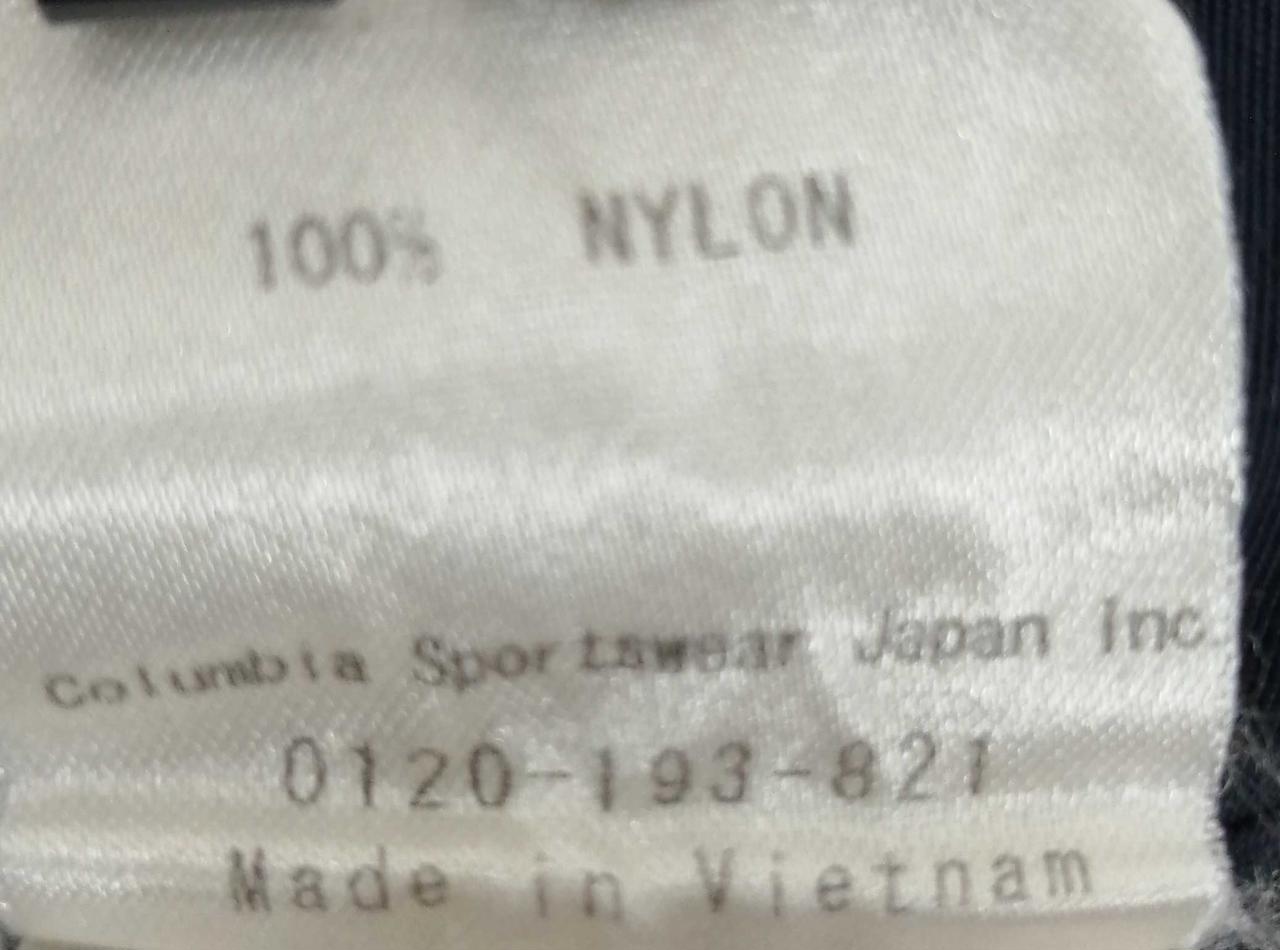 100% NYLON
Columbia Sportswear Japan Inc
0120-193-821
Made in Vietnam